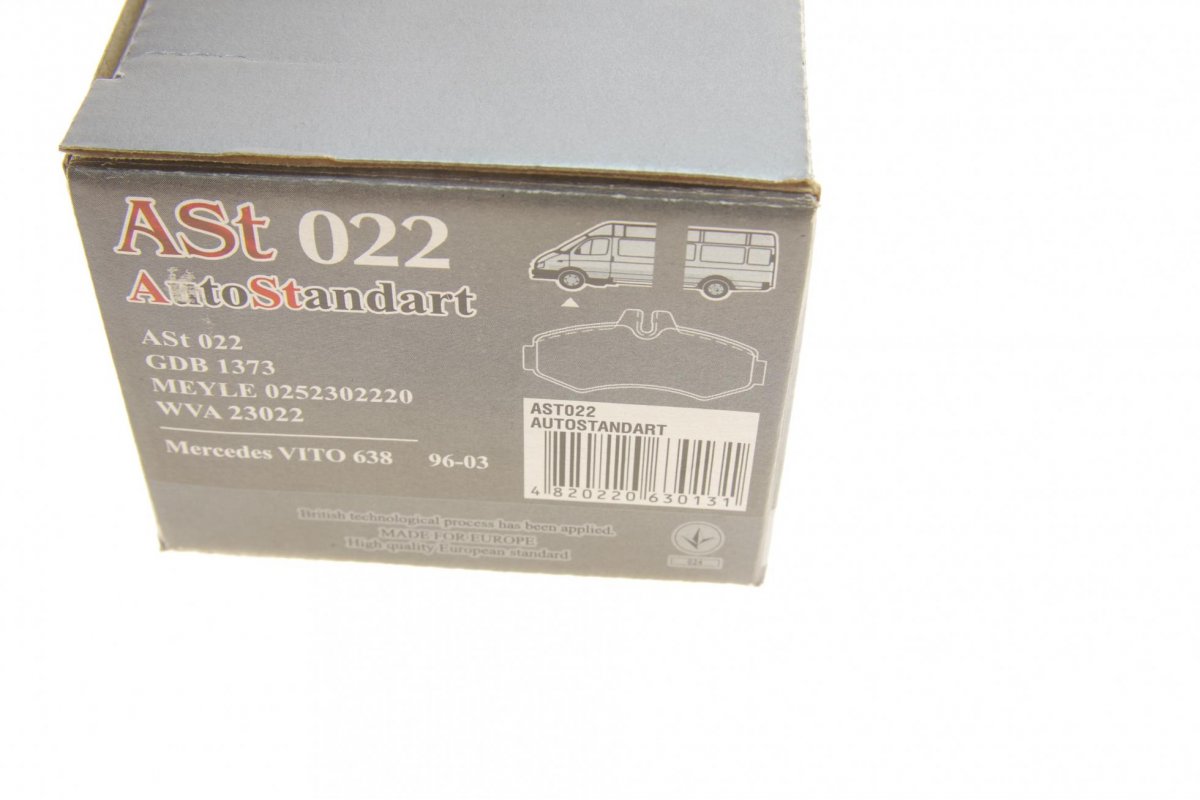 ASt 022
AutoStandart
ASt 022
GDB 1373
MEYLE 0252302220
WVA 23022
Mercedes VITO 638 96-03
AST022
AUTOSTANDART
4 820220 630131
British technological process has been applied.
MADE FOR EUROPE
High quality European standard
024